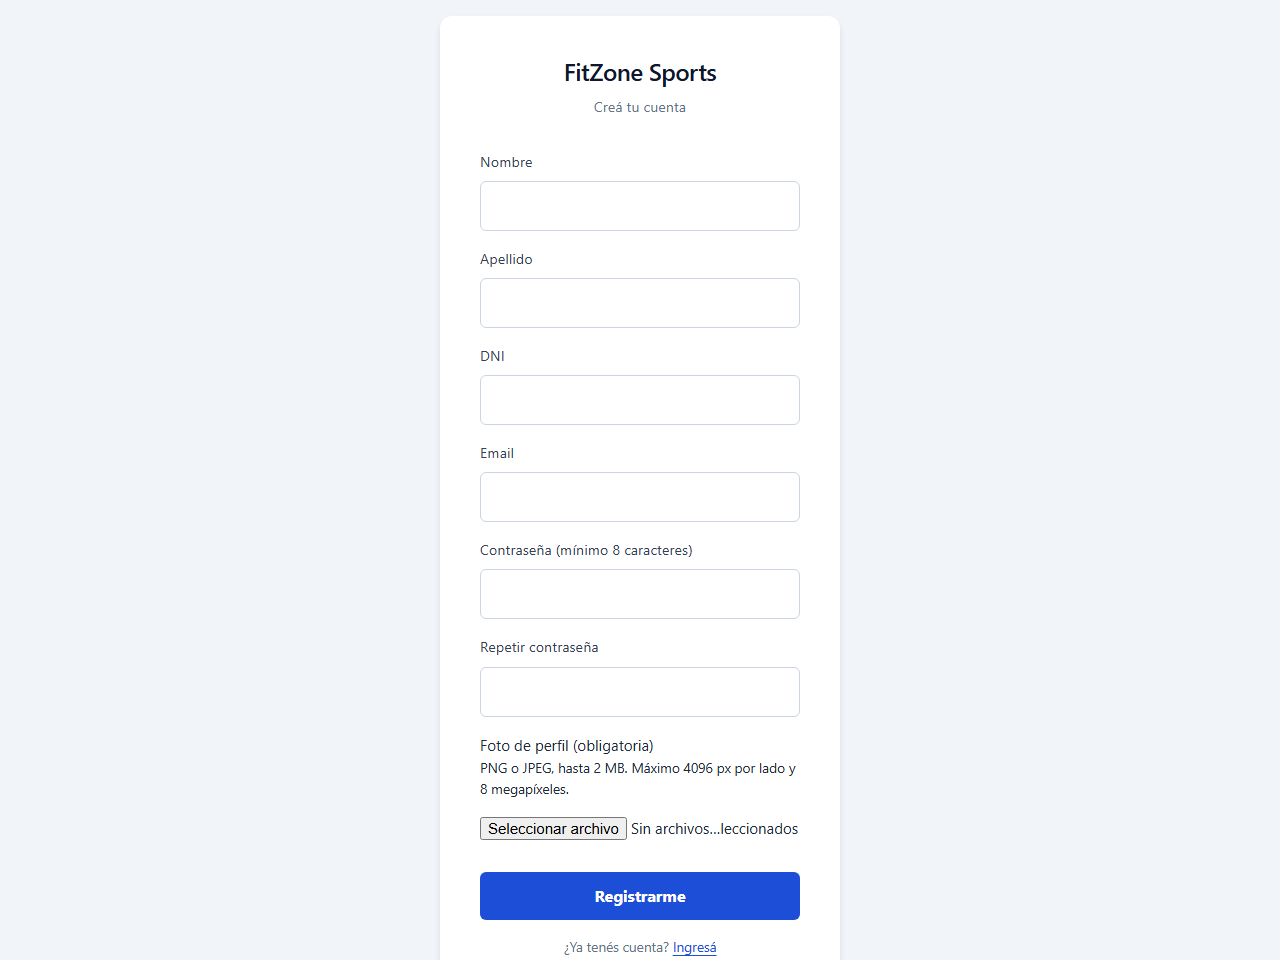 FitZone Sports
Creá tu cuenta
Nombre
Apellido
DNI
Email
Contraseña (mínimo 8 caracteres)
Repetir contraseña
Foto de perfil (obligatoria)
PNG o JPEG, hasta 2 MB. Máximo 4096 px por lado y
8 megapíxeles.
Seleccionar archivo Sin archivos...leccionados
Registrarme
¿Ya tenés cuenta? Ingresá